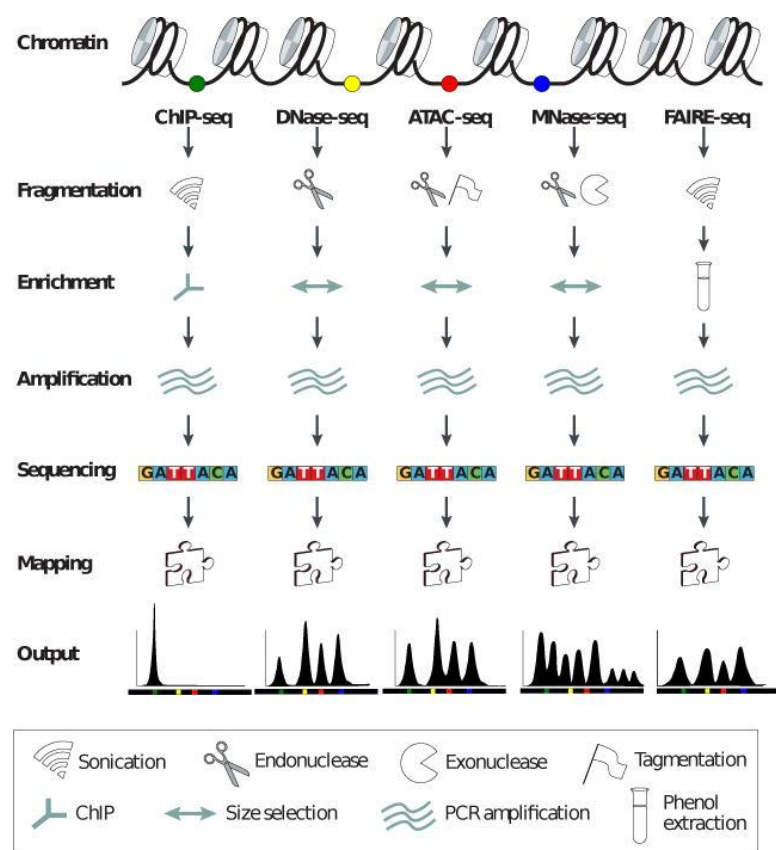 Chromatin
ChIP-seq DNase-seq ATAC-seq MNase-seq FAIRE-seq
Fragmentation
Enrichment
Amplification
Sequencing GATTACA GATTACA GATTACA GATTACA GATTACA
Mapping
Output
Sonication Endonuclease Exonuclease Tagmentation
ChIP Size selection PCR amplification Phenol
extraction